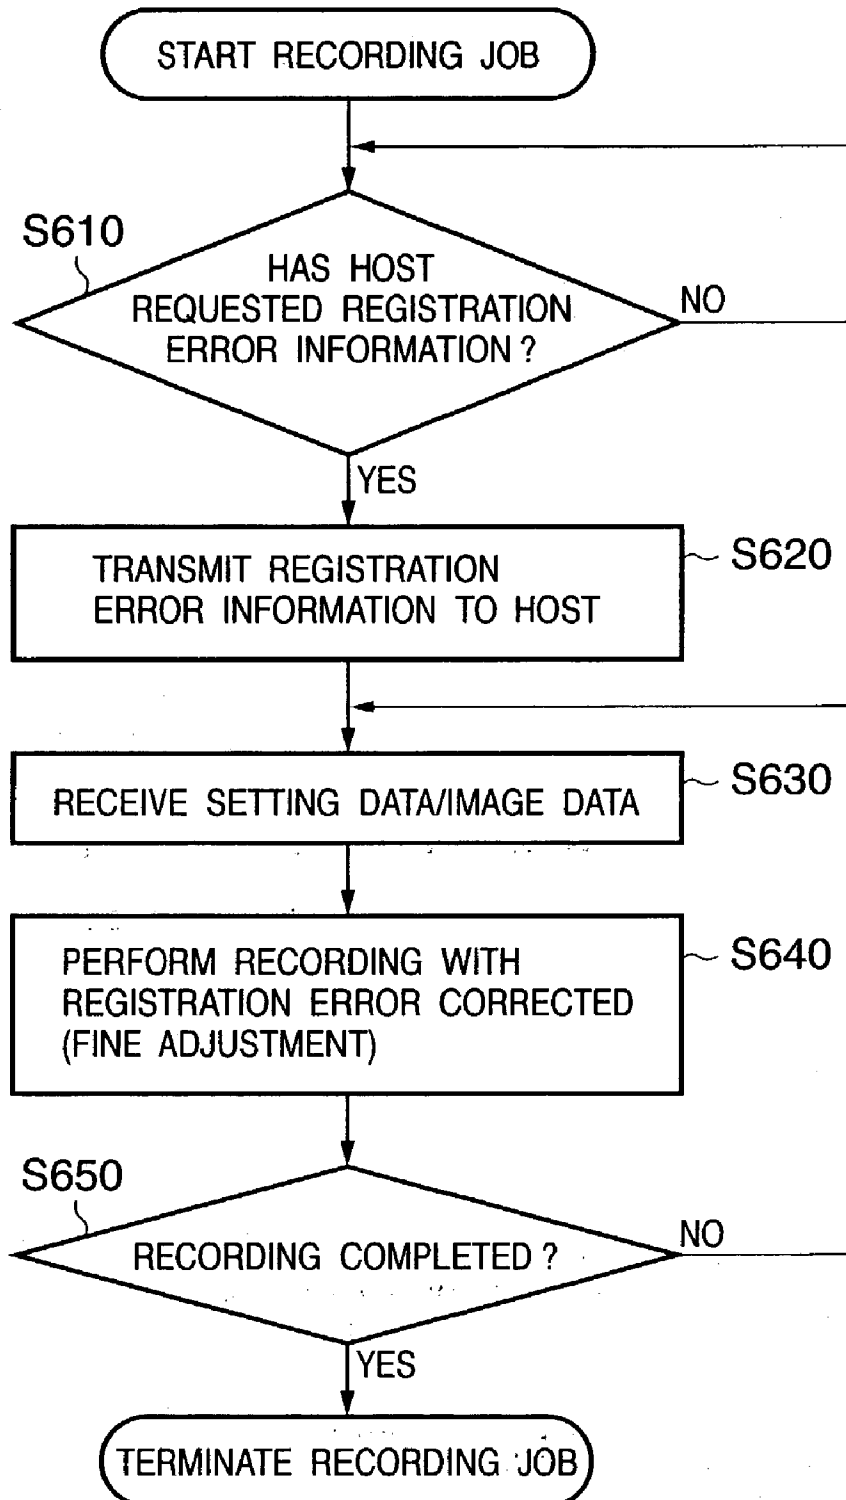 START RECORDING JOB
S610
HAS HOST
REQUESTED REGISTRATION
ERROR INFORMATION ?
NO
YES
TRANSMIT REGISTRATION
ERROR INFORMATION TO HOST
S620
RECEIVE SETTING DATA/IMAGE DATA
S630
PERFORM RECORDING WITH
REGISTRATION ERROR CORRECTED
(FINE ADJUSTMENT)
S640
S650
RECORDING COMPLETED ?
NO
YES
TERMINATE RECORDING JOB